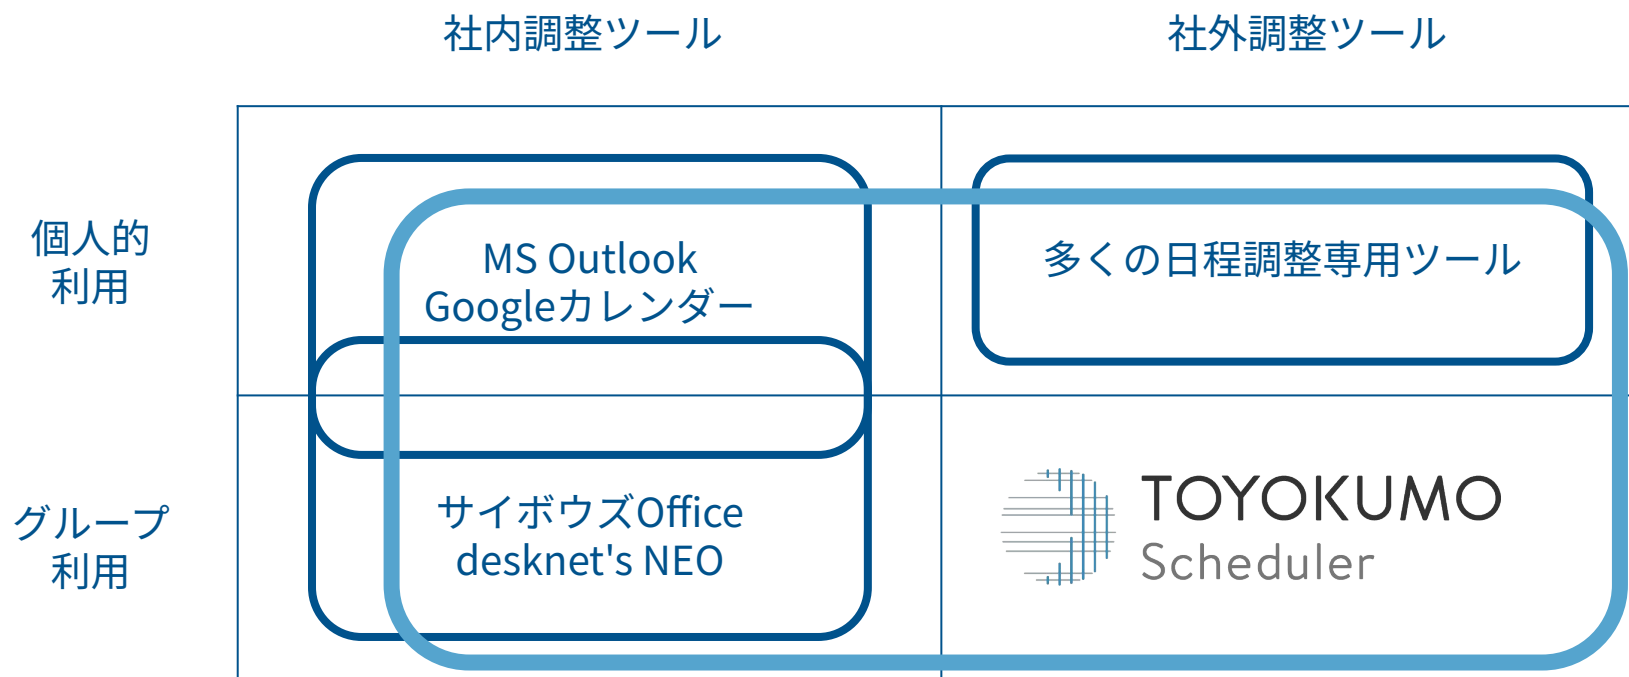 社内調整ツール
社外調整ツール
個人的
利用
MS Outlook
Googleカレンダー
多くの日程調整専用ツール
グループ
利用
サイボウズOffice
desknet's NEO
TOYOKUMO
Scheduler